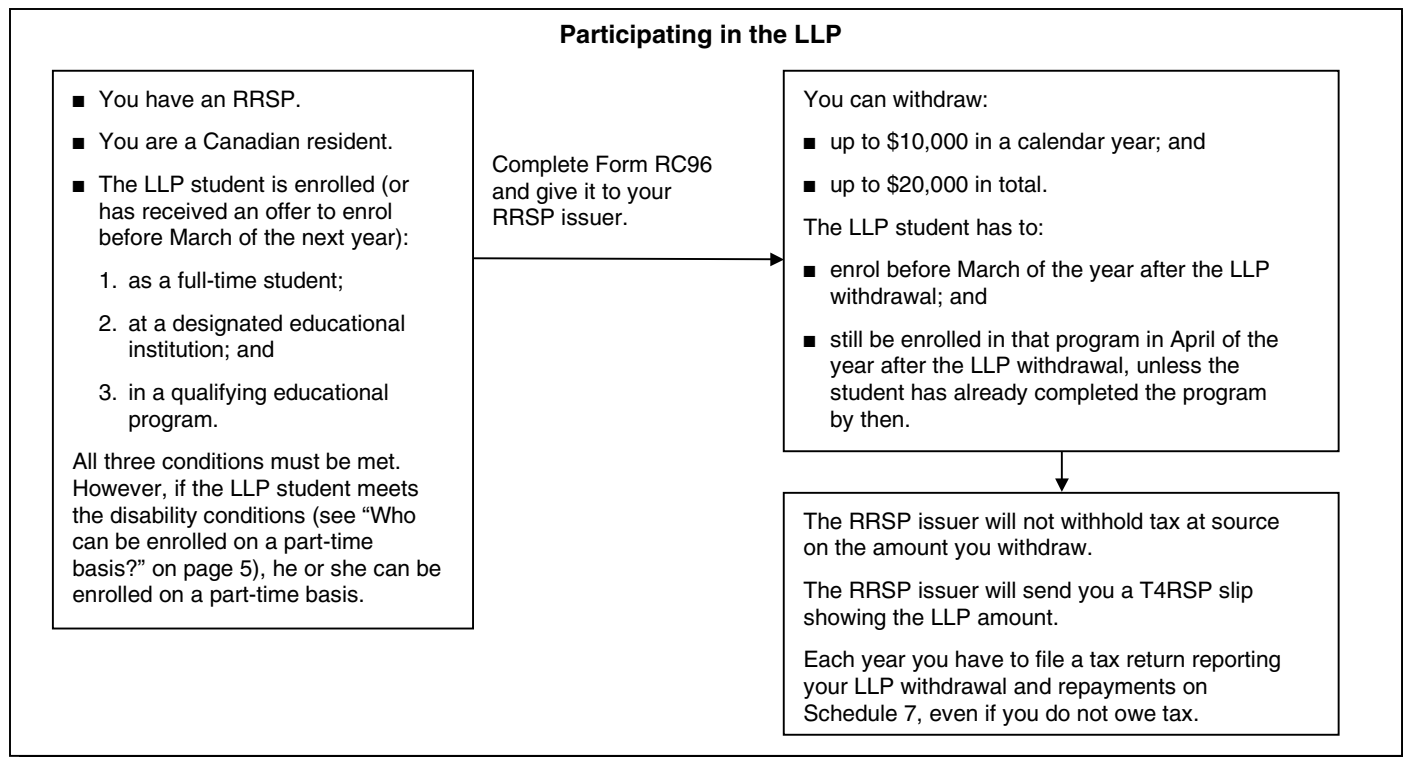 Participating in the LLP
■ You have an RRSP.
■ You are a Canadian resident.
■ The LLP student is enrolled (or
has received an offer to enrol
before March of the next year):
1. as a full-time student;
2. at a designated educational
institution; and
3. in a qualifying educational
program.
All three conditions must be met.
However, if the LLP student meets
the disability conditions (see “Who
can be enrolled on a part-time
basis?” on page 5), he or she can be
enrolled on a part-time basis.
Complete Form RC96
and give it to your
RRSP issuer.
You can withdraw:
■ up to $10,000 in a calendar year; and
■ up to $20,000 in total.
The LLP student has to:
■ enrol before March of the year after the LLP
withdrawal; and
■ still be enrolled in that program in April of the
year after the LLP withdrawal, unless the
student has already completed the program
by then.
The RRSP issuer will not withhold tax at source
on the amount you withdraw.
The RRSP issuer will send you a T4RSP slip
showing the LLP amount.
Each year you have to file a tax return reporting
your LLP withdrawal and repayments on
Schedule 7, even if you do not owe tax.